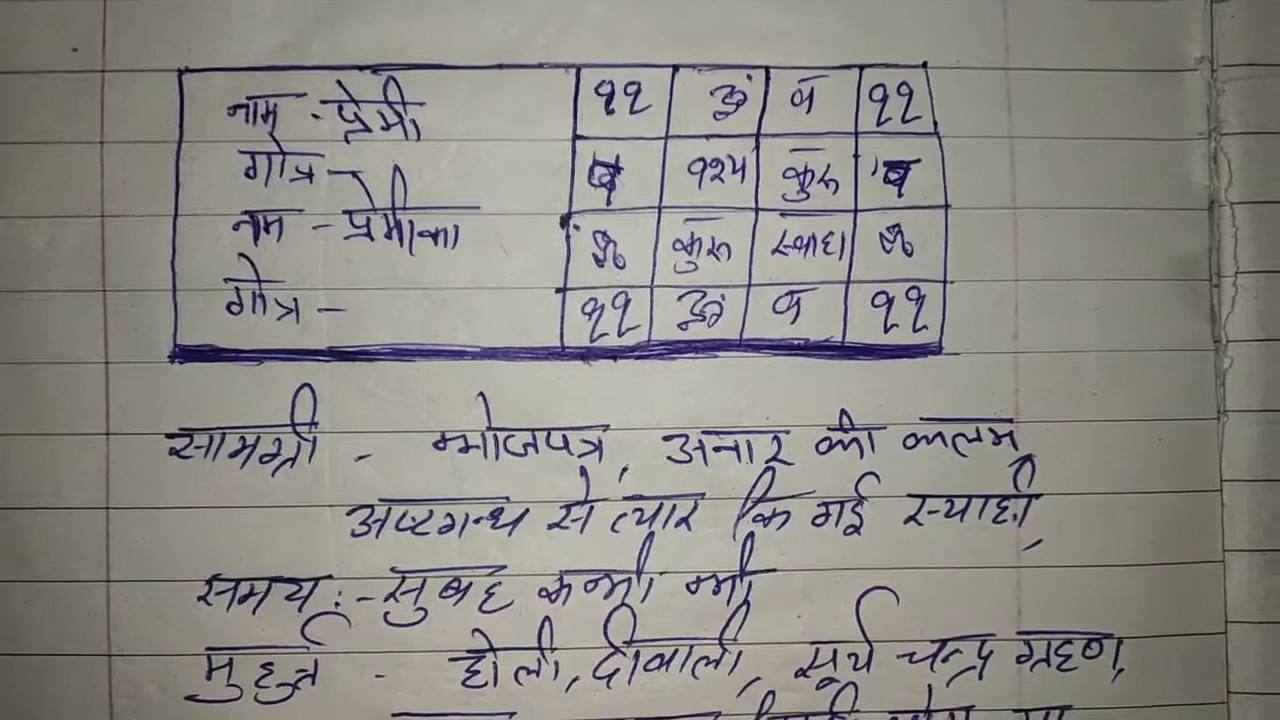 नाम - प्रेमी
गोत्र -
नाम - प्रेमीका
गोत्र -
११ ॐ वं ११
१२५ कुरू
ॐ कुरू स्वाहा ॐ
११ ॐ व ११
सामग्री - भोजपत्र, अनार की कलम,
अष्टगन्ध से त्यार कि गई स्याही,
समय :- सुबह कभी भी
मुहुर्त - होली, दीवाली, सूर्य चन्द्र ग्रहण,